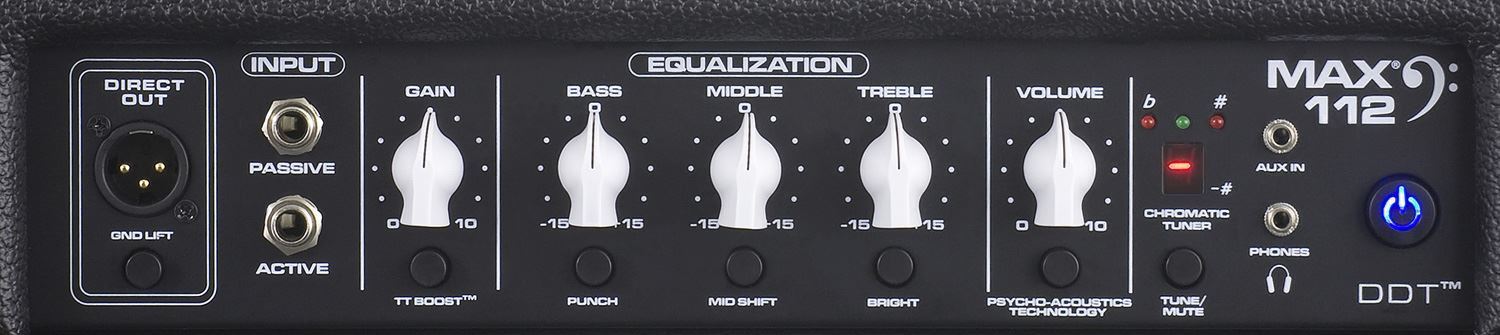 DIRECT
OUT
GND LIFT
INPUT
PASSIVE
ACTIVE
GAIN
0 10
TT BOOST™
EQUALIZATION
BASS
0
-15 +15
PUNCH
MIDDLE
0
-15 +15
MID SHIFT
TREBLE
0
-15 +15
BRIGHT
VOLUME
0 10
PSYCHO-ACOUSTICS
TECHNOLOGY
b #
-#
CHROMATIC
TUNER
TUNE/
MUTE
MAX®
112
AUX IN
PHONES
DDT™